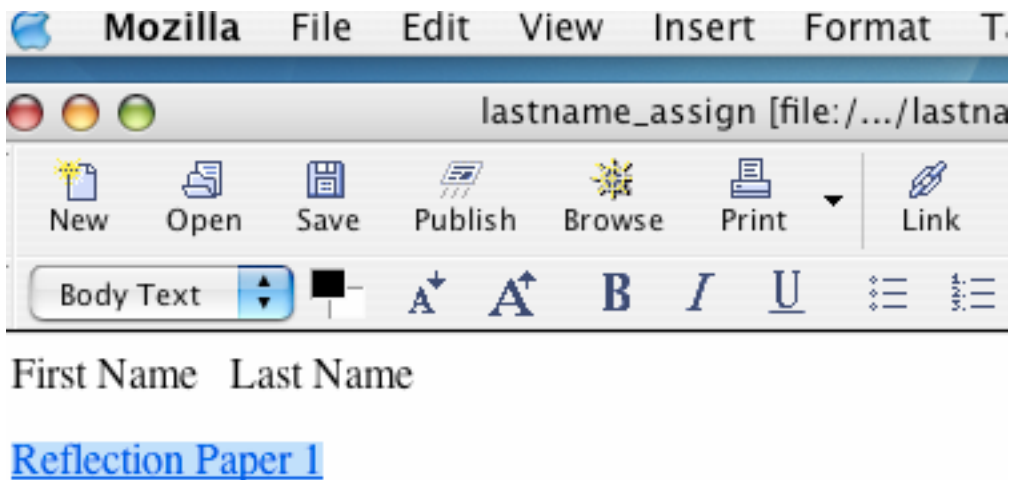 Mozilla File Edit View Insert Format
lastname_assign [file:/.../lastna
New Open Save Publish Browse Print Link
Body Text A A B I U
First Name Last Name
Reflection Paper 1